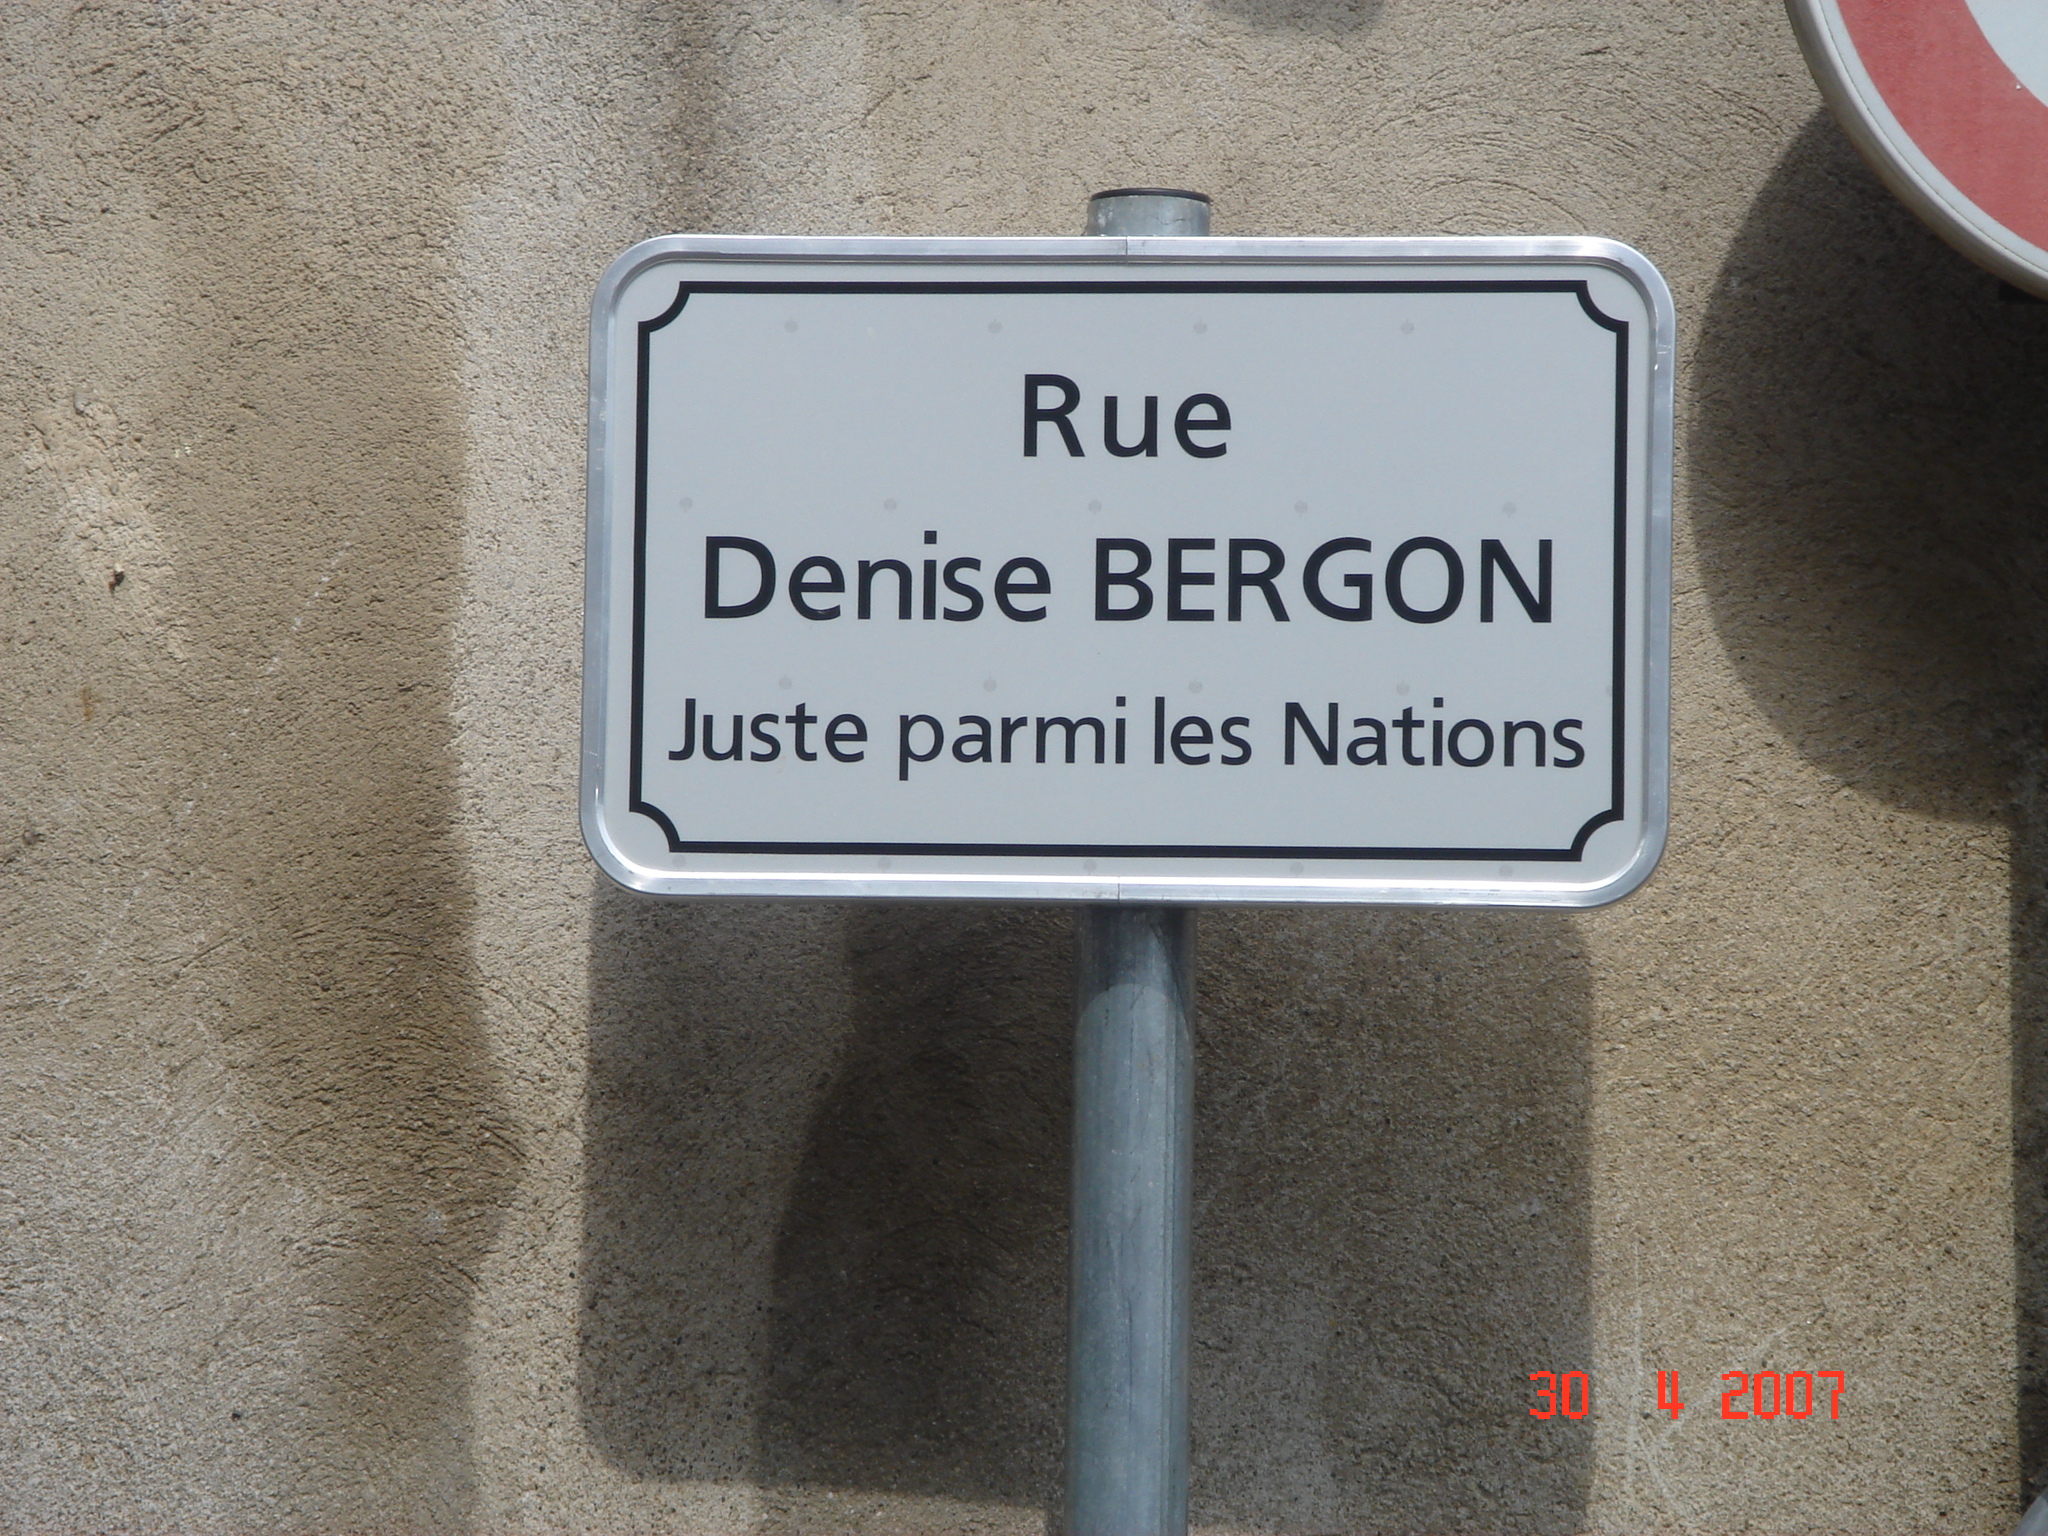 Rue
Denise BERGON
Juste parmi les Nations
30 4 2007